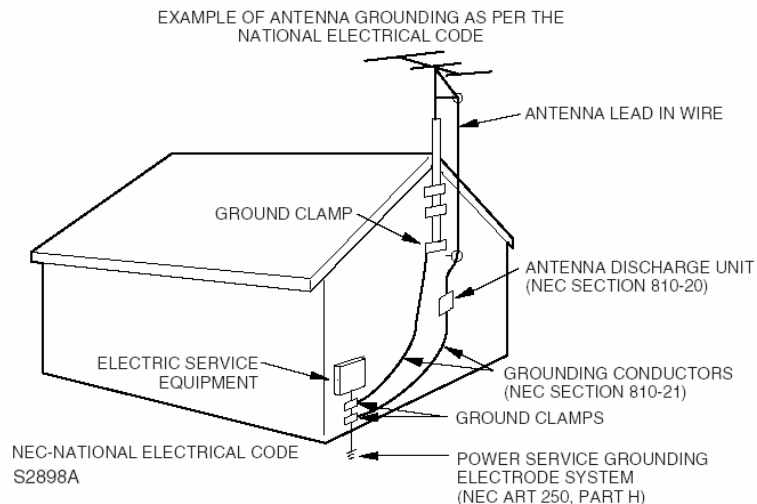 EXAMPLE OF ANTENNA GROUNDING AS PER THE
NATIONAL ELECTRICAL CODE
ANTENNA LEAD IN WIRE
GROUND CLAMP
ANTENNA DISCHARGE UNIT
(NEC SECTION 810-20)
ELECTRIC SERVICE
EQUIPMENT
GROUNDING CONDUCTORS
(NEC SECTION 810-21)
GROUND CLAMPS
NEC-NATIONAL ELECTRICAL CODE
S2898A
POWER SERVICE GROUNDING
ELECTRODE SYSTEM
(NEC ART 250, PART H)